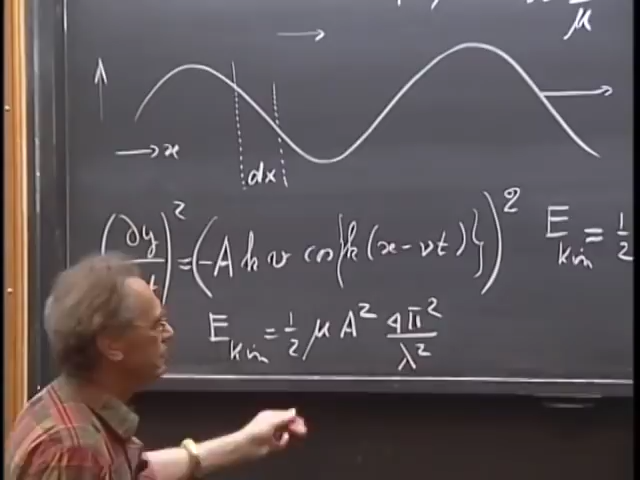 μ
→ x
dx
(∂y/∂t)² = (-A k v cos{k(x-vt)})²
E_kin = 1/2
E_kin = 1/2 μ A² 4π²/λ²